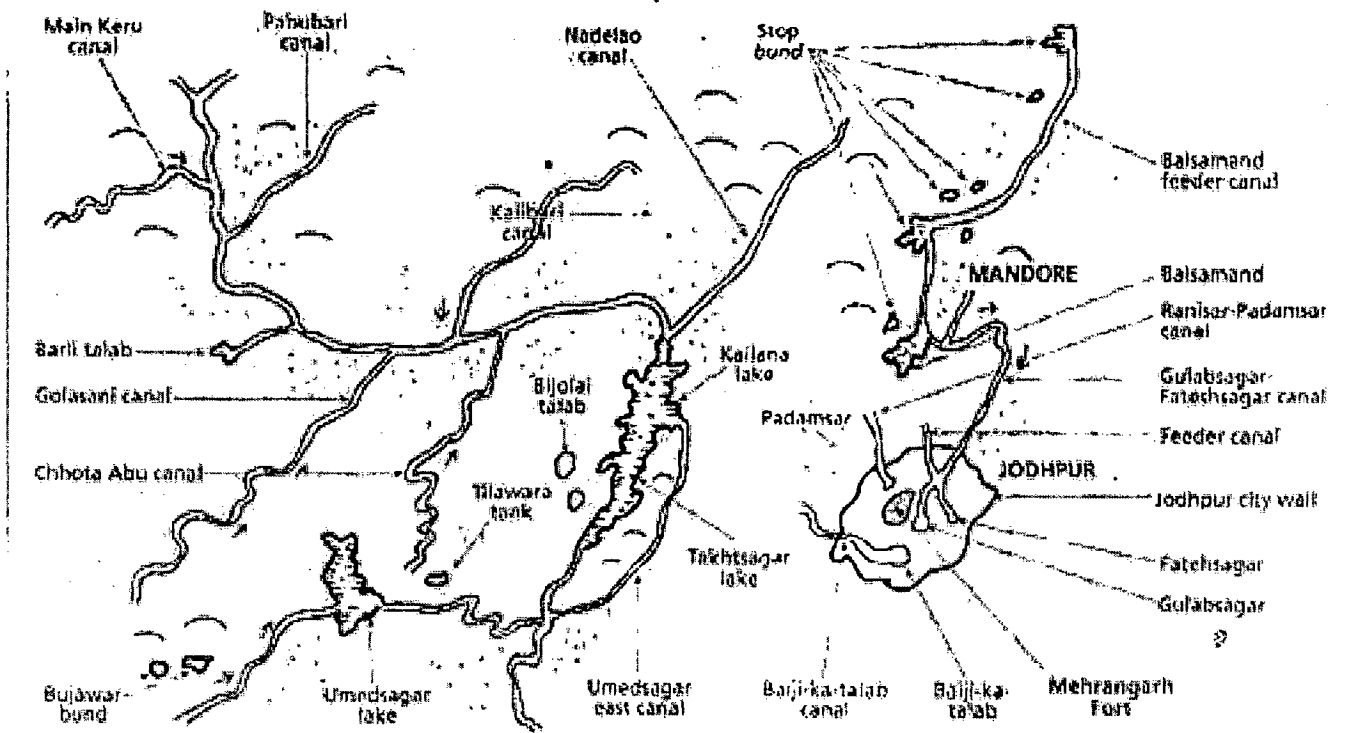 Main Keru
canal
Pabubari
canal
Nadelao
canal
Stop
bund
Balsamand
feeder canal
Kalibari
canal
MANDORE
Balsamand
Ranisar-Padamsar
canal
Baril talab
Golasani canal
Bijolai
talab
Kailana
lake
Gulabsagar-
Fatehsagar canal
Padamsar
Feeder canal
Chhota Abu canal
JODHPUR
Tilawara
tank
Jodhpur city wall
Takhtsagar
lake
Fatehsagar
Gulabsagar
Bujawar-
bund
Umedsagar
lake
Umedsagar
east canal
Baiji-ka-talab
canal
Baiji-ka-
talab
Mehrangarh
Fort